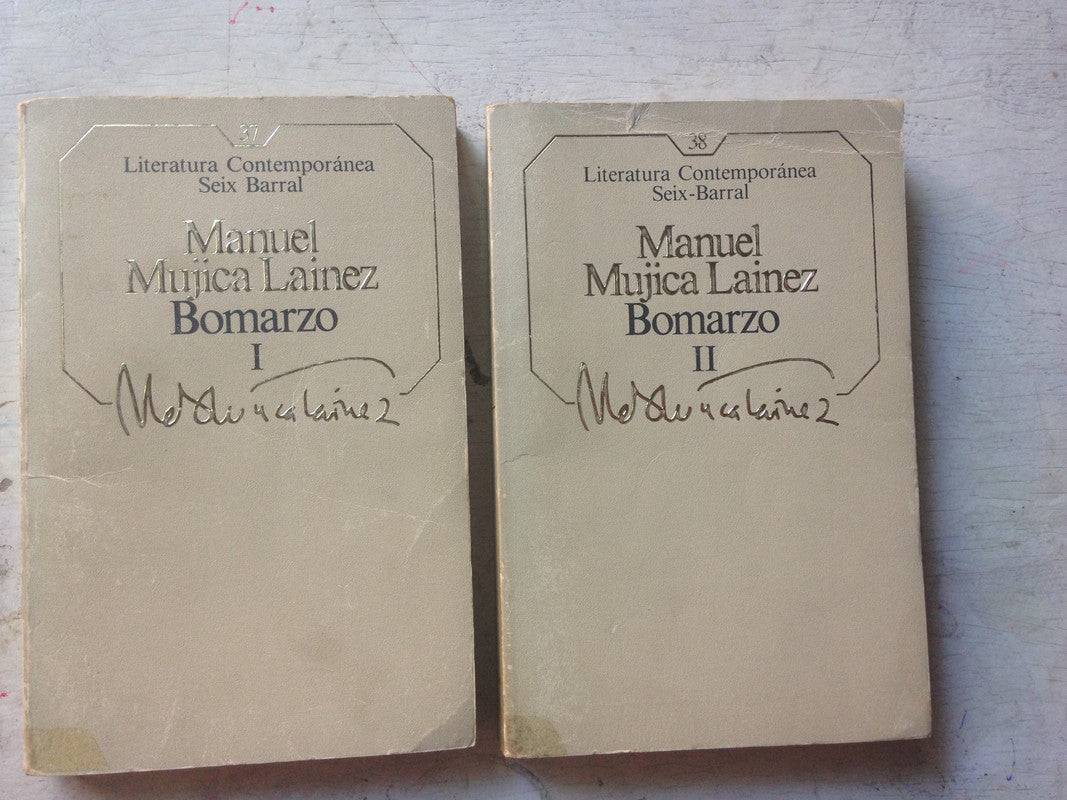 37
Literatura Contemporánea
Seix Barral
Manuel
Mujica Lainez
Bomarzo
I
38
Literatura Contemporánea
Seix-Barral
Manuel
Mujica Lainez
Bomarzo
II